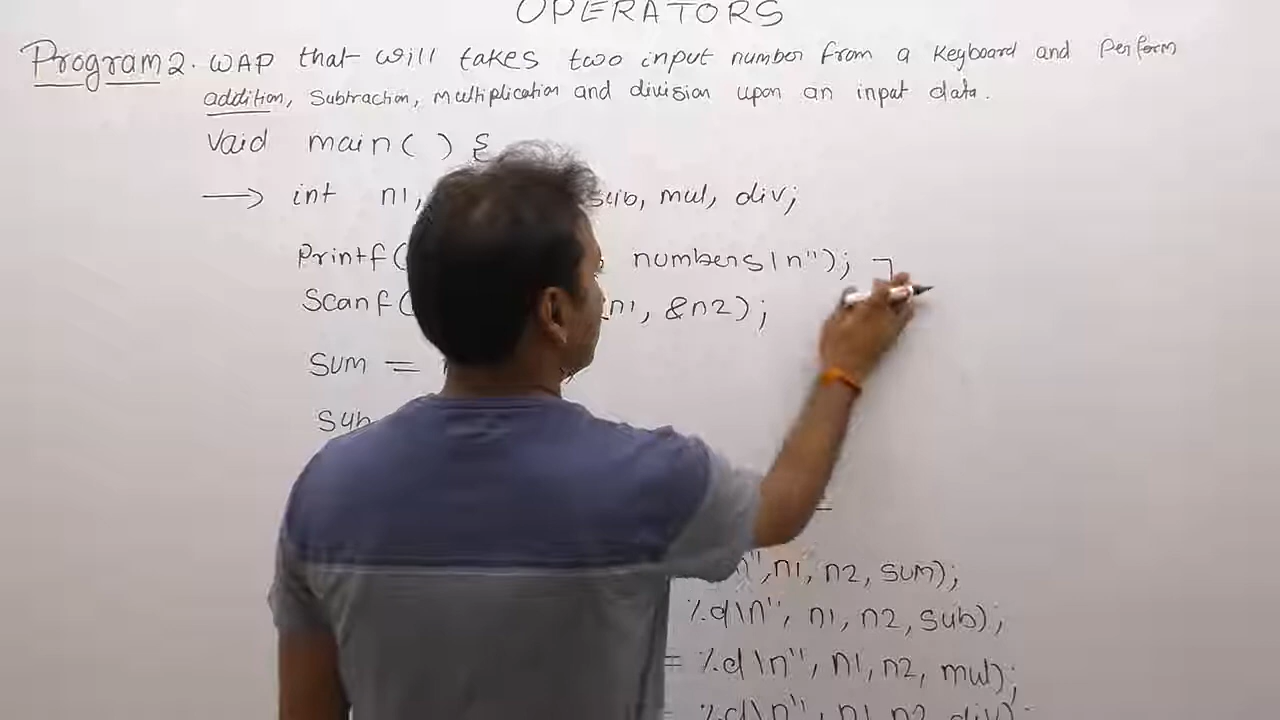 OPERATORS
Program 2. WAP that will takes two input number from a keyboard and perform
addition, Subtraction, multiplication and division upon an input data.
Void main( ) {
→ int n1, sub, mul, div;
Printf( numbers\n"); ⌉
Scanf( n1, &n2);
Sum =
Sub
=
\n", n1, n2, sum);
%d\n", n1, n2, sub);
= %d\n", n1, n2, mul);
= %d\n", n1, n2, div);